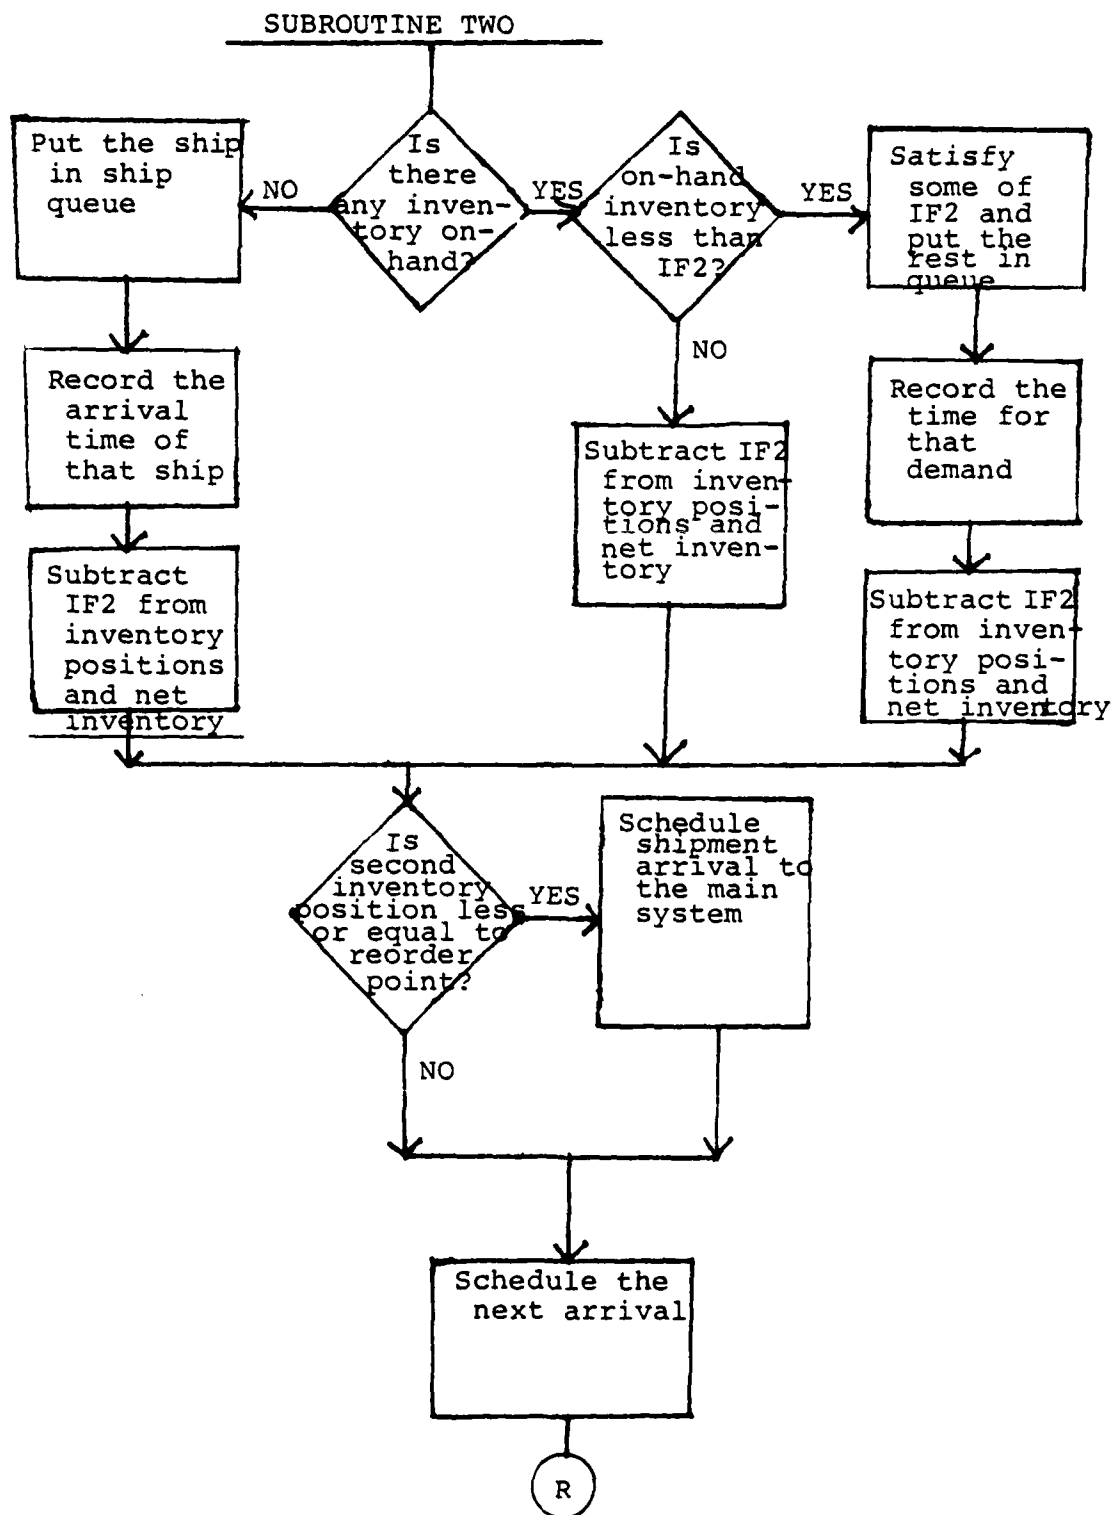 SUBROUTINE TWO
Put the ship
in ship
queue
NO
Is
there
any inven-
tory on-
hand?
YES
Is
on-hand
inventory
less than
IF2?
YES
Satisfy
some of
IF2 and
put the
rest in
queue
NO
Record the
arrival
time of
that ship
Subtract IF2
from inven-
tory posi-
tions and
net inven-
tory
Record the
time for
that
demand
Subtract
IF2 from
inventory
positions
and net
inventory
Subtract IF2
from inven-
tory posi-
tions and
net inventory
Is
second
inventory
position less
or equal to
reorder
point?
YES
Schedule
shipment
arrival to
the main
system
NO
Schedule the
next arrival
R